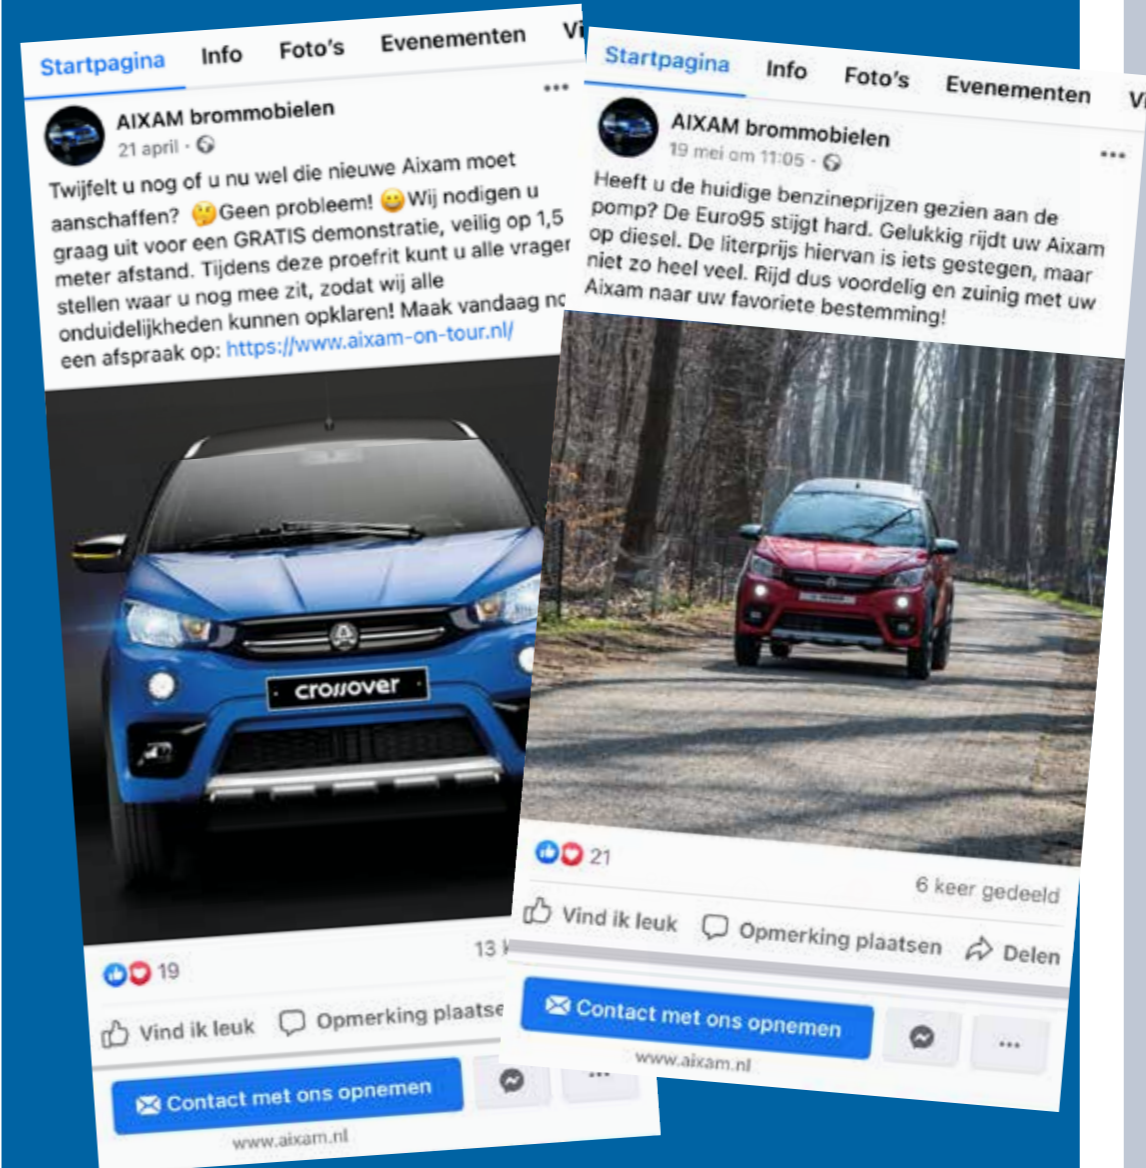 Startpagina Info Foto's Evenementen
AIXAM brommobielen
21 april ·
Twijfelt u nog of u nu wel die nieuwe Aixam moet
aanschaffen? 🤔Geen probleem! 😀Wij nodigen u
graag uit voor een GRATIS demonstratie, veilig op 1,5
meter afstand. Tijdens deze proefrit kunt u alle vragen
stellen waar u nog mee zit, zodat wij alle
onduidelijkheden kunnen opklaren! Maak vandaag no
een afspraak op: https://www.aixam-on-tour.nl/
crossover
19 13
Vind ik leuk Opmerking plaatse
Contact met ons opnemen
www.aixam.nl
Startpagina Info Foto's Evenementen
AIXAM brommobielen
19 mei om 11:05 ·
Heeft u de huidige benzineprijzen gezien aan de
pomp? De Euro95 stijgt hard. Gelukkig rijdt uw Aixam
op diesel. De literprijs hiervan is iets gestegen, maar
niet zo heel veel. Rijd dus voordelig en zuinig met uw
Aixam naar uw favoriete bestemming!
21 6 keer gedeeld
Vind ik leuk Opmerking plaatsen Delen
Contact met ons opnemen
www.aixam.nl